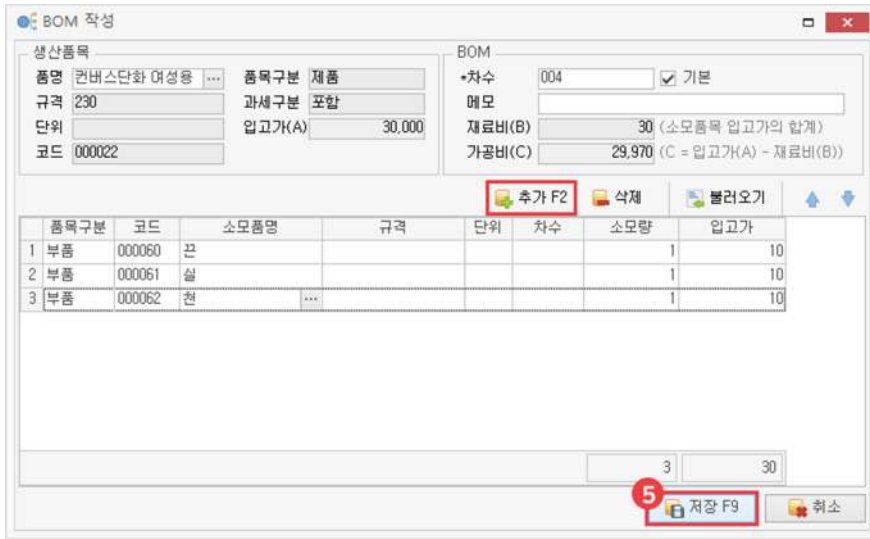 BOM 작성
생산품목
품명 컨버스단화 여성용 ... 품목구분 제품
규격 230 과세구분 포함
단위 입고가(A) 30,000
코드 000022
BOM
*차수 004 기본
메모
재료비(B) 30 (소모품목 입고가의 합계)
가공비(C) 29,970 (C = 입고가(A) - 재료비(B))
추가 F2 삭제 불러오기
품목구분 코드 소모품명 규격 단위 차수 소모량 입고가
1 부품 000060 끈 1 10
2 부품 000061 실 1 10
3 부품 000062 천 ... 1 10
3 30
5 저장 F9 취소